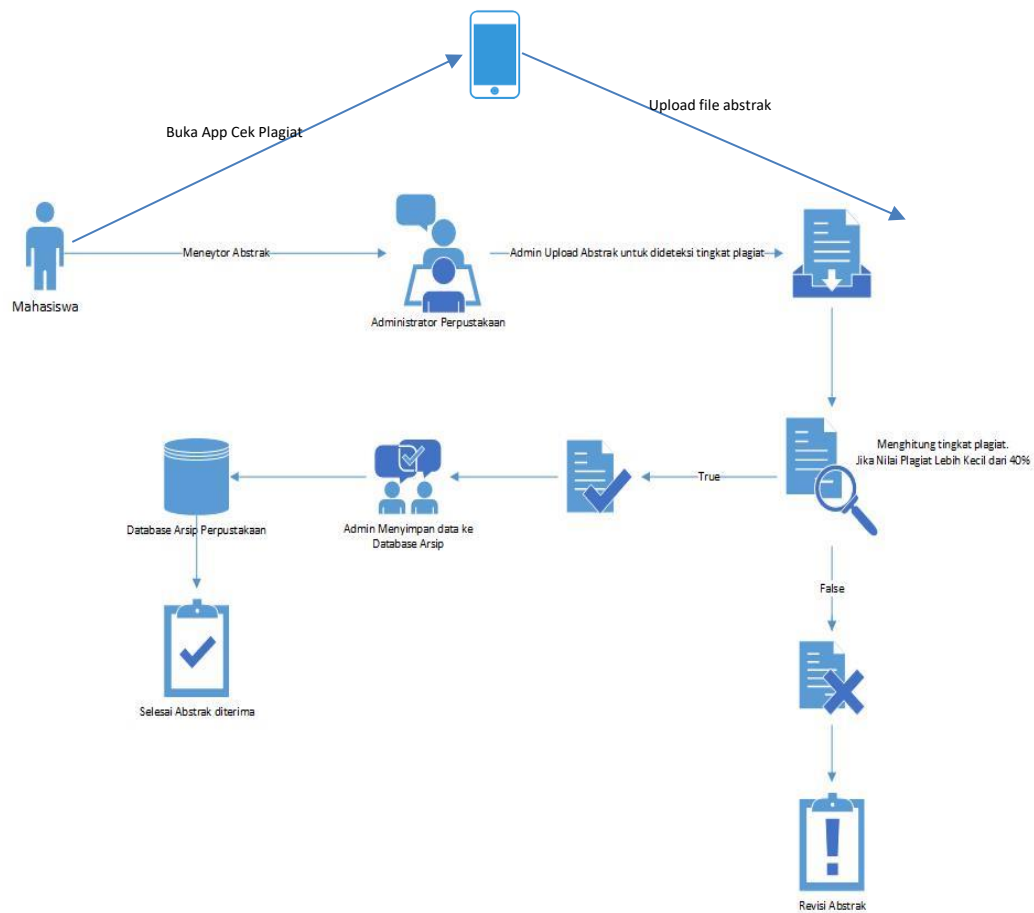 Upload file abstrak
Buka App Cek Plagiat
Meneytor Abstrak
Admin Upload Abstrak untuk dideteksi tingkat plagiat
Mahasiswa
Administrator Perpustakaan
Menghitung tingkat plagiat.
Jika Nilai Plagiat Lebih Kecil dari 40%
True
Database Arsip Perpustakaan
Admin Menyimpan data ke
Database Arsip
False
Selesai Abstrak diterima
Revisi Abstrak